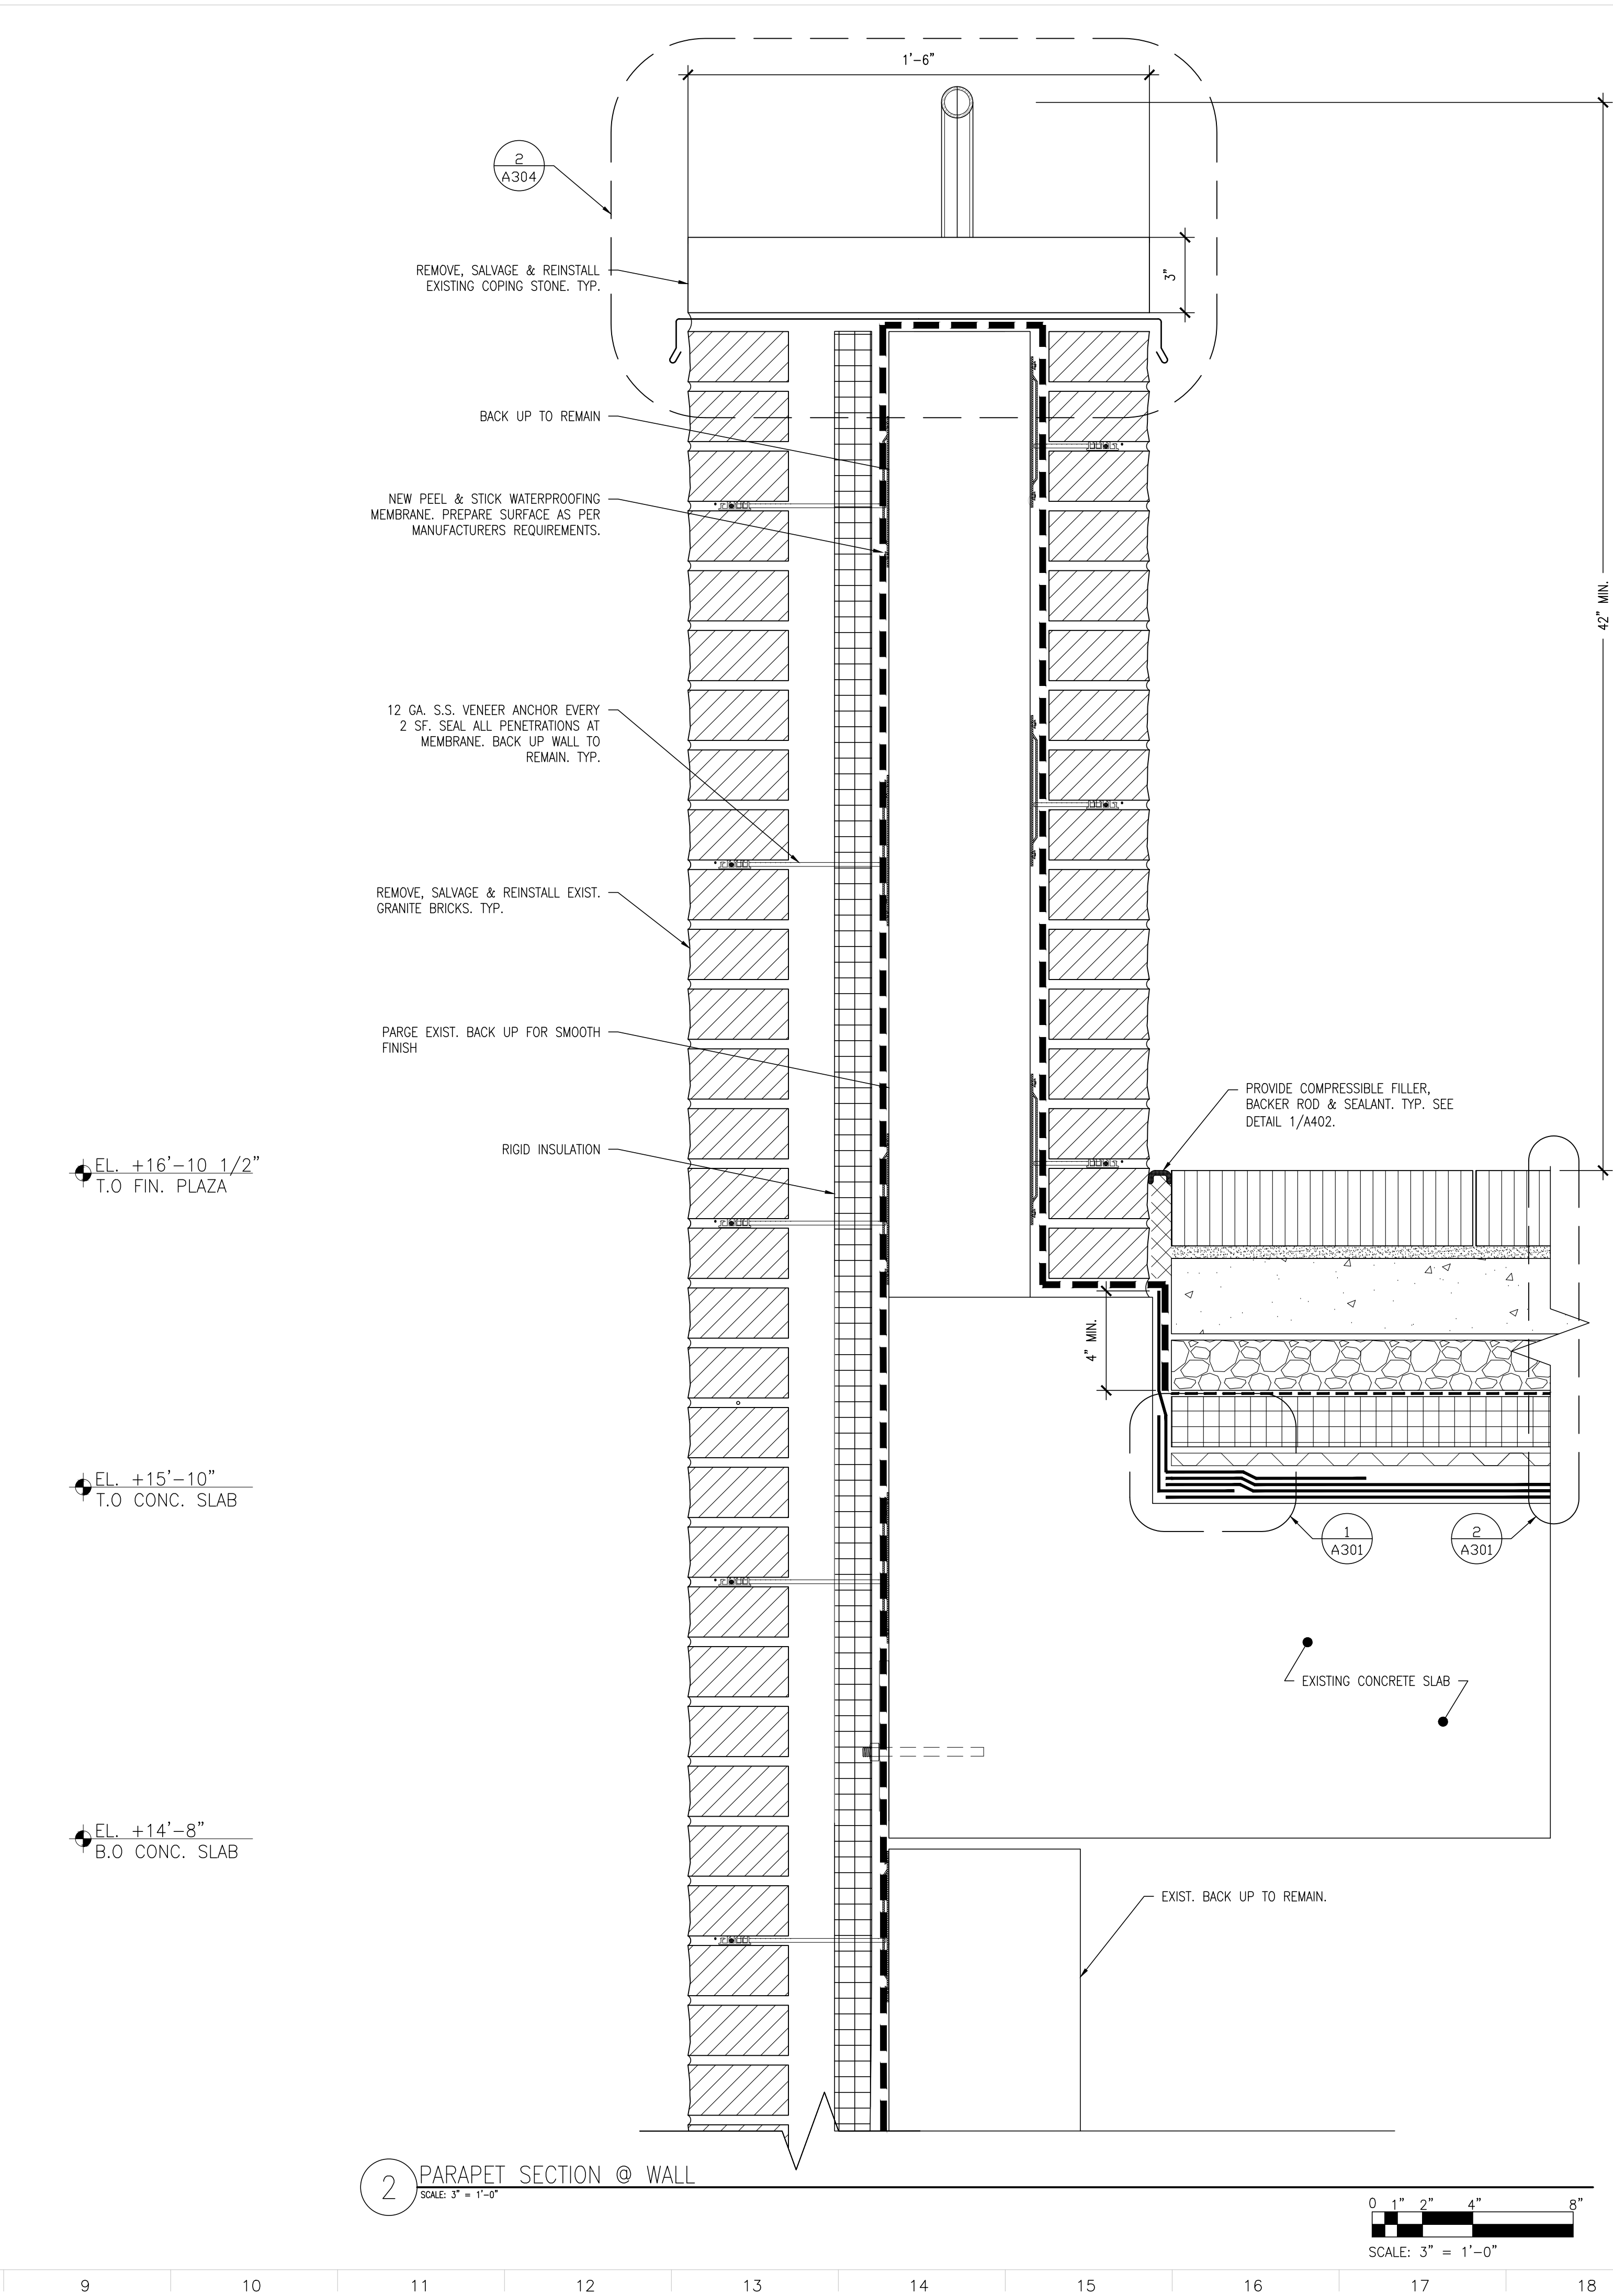 1'-6"
2
A304
REMOVE, SALVAGE & REINSTALL
EXISTING COPING STONE. TYP.
3"
BACK UP TO REMAIN
NEW PEEL & STICK WATERPROOFING
MEMBRANE. PREPARE SURFACE AS PER
MANUFACTURERS REQUIREMENTS.
42" MIN.
12 GA. S.S. VENEER ANCHOR EVERY
2 SF. SEAL ALL PENETRATIONS AT
MEMBRANE. BACK UP WALL TO
REMAIN. TYP.
REMOVE, SALVAGE & REINSTALL EXIST.
GRANITE BRICKS. TYP.
PARGE EXIST. BACK UP FOR SMOOTH
FINISH
PROVIDE COMPRESSIBLE FILLER,
BACKER ROD & SEALANT. TYP. SEE
DETAIL 1/A402.
RIGID INSULATION
EL. +16'-10 1/2"
T.O FIN. PLAZA
4" MIN.
EL. +15'-10"
T.O CONC. SLAB
1
A301
2
A301
EXISTING CONCRETE SLAB
EL. +14'-8"
B.O CONC. SLAB
EXIST. BACK UP TO REMAIN.
2
PARAPET SECTION @ WALL
SCALE: 3" = 1'-0"
0 1" 2" 4" 8"
SCALE: 3" = 1'-0"
9 10 11 12 13 14 15 16 17 18